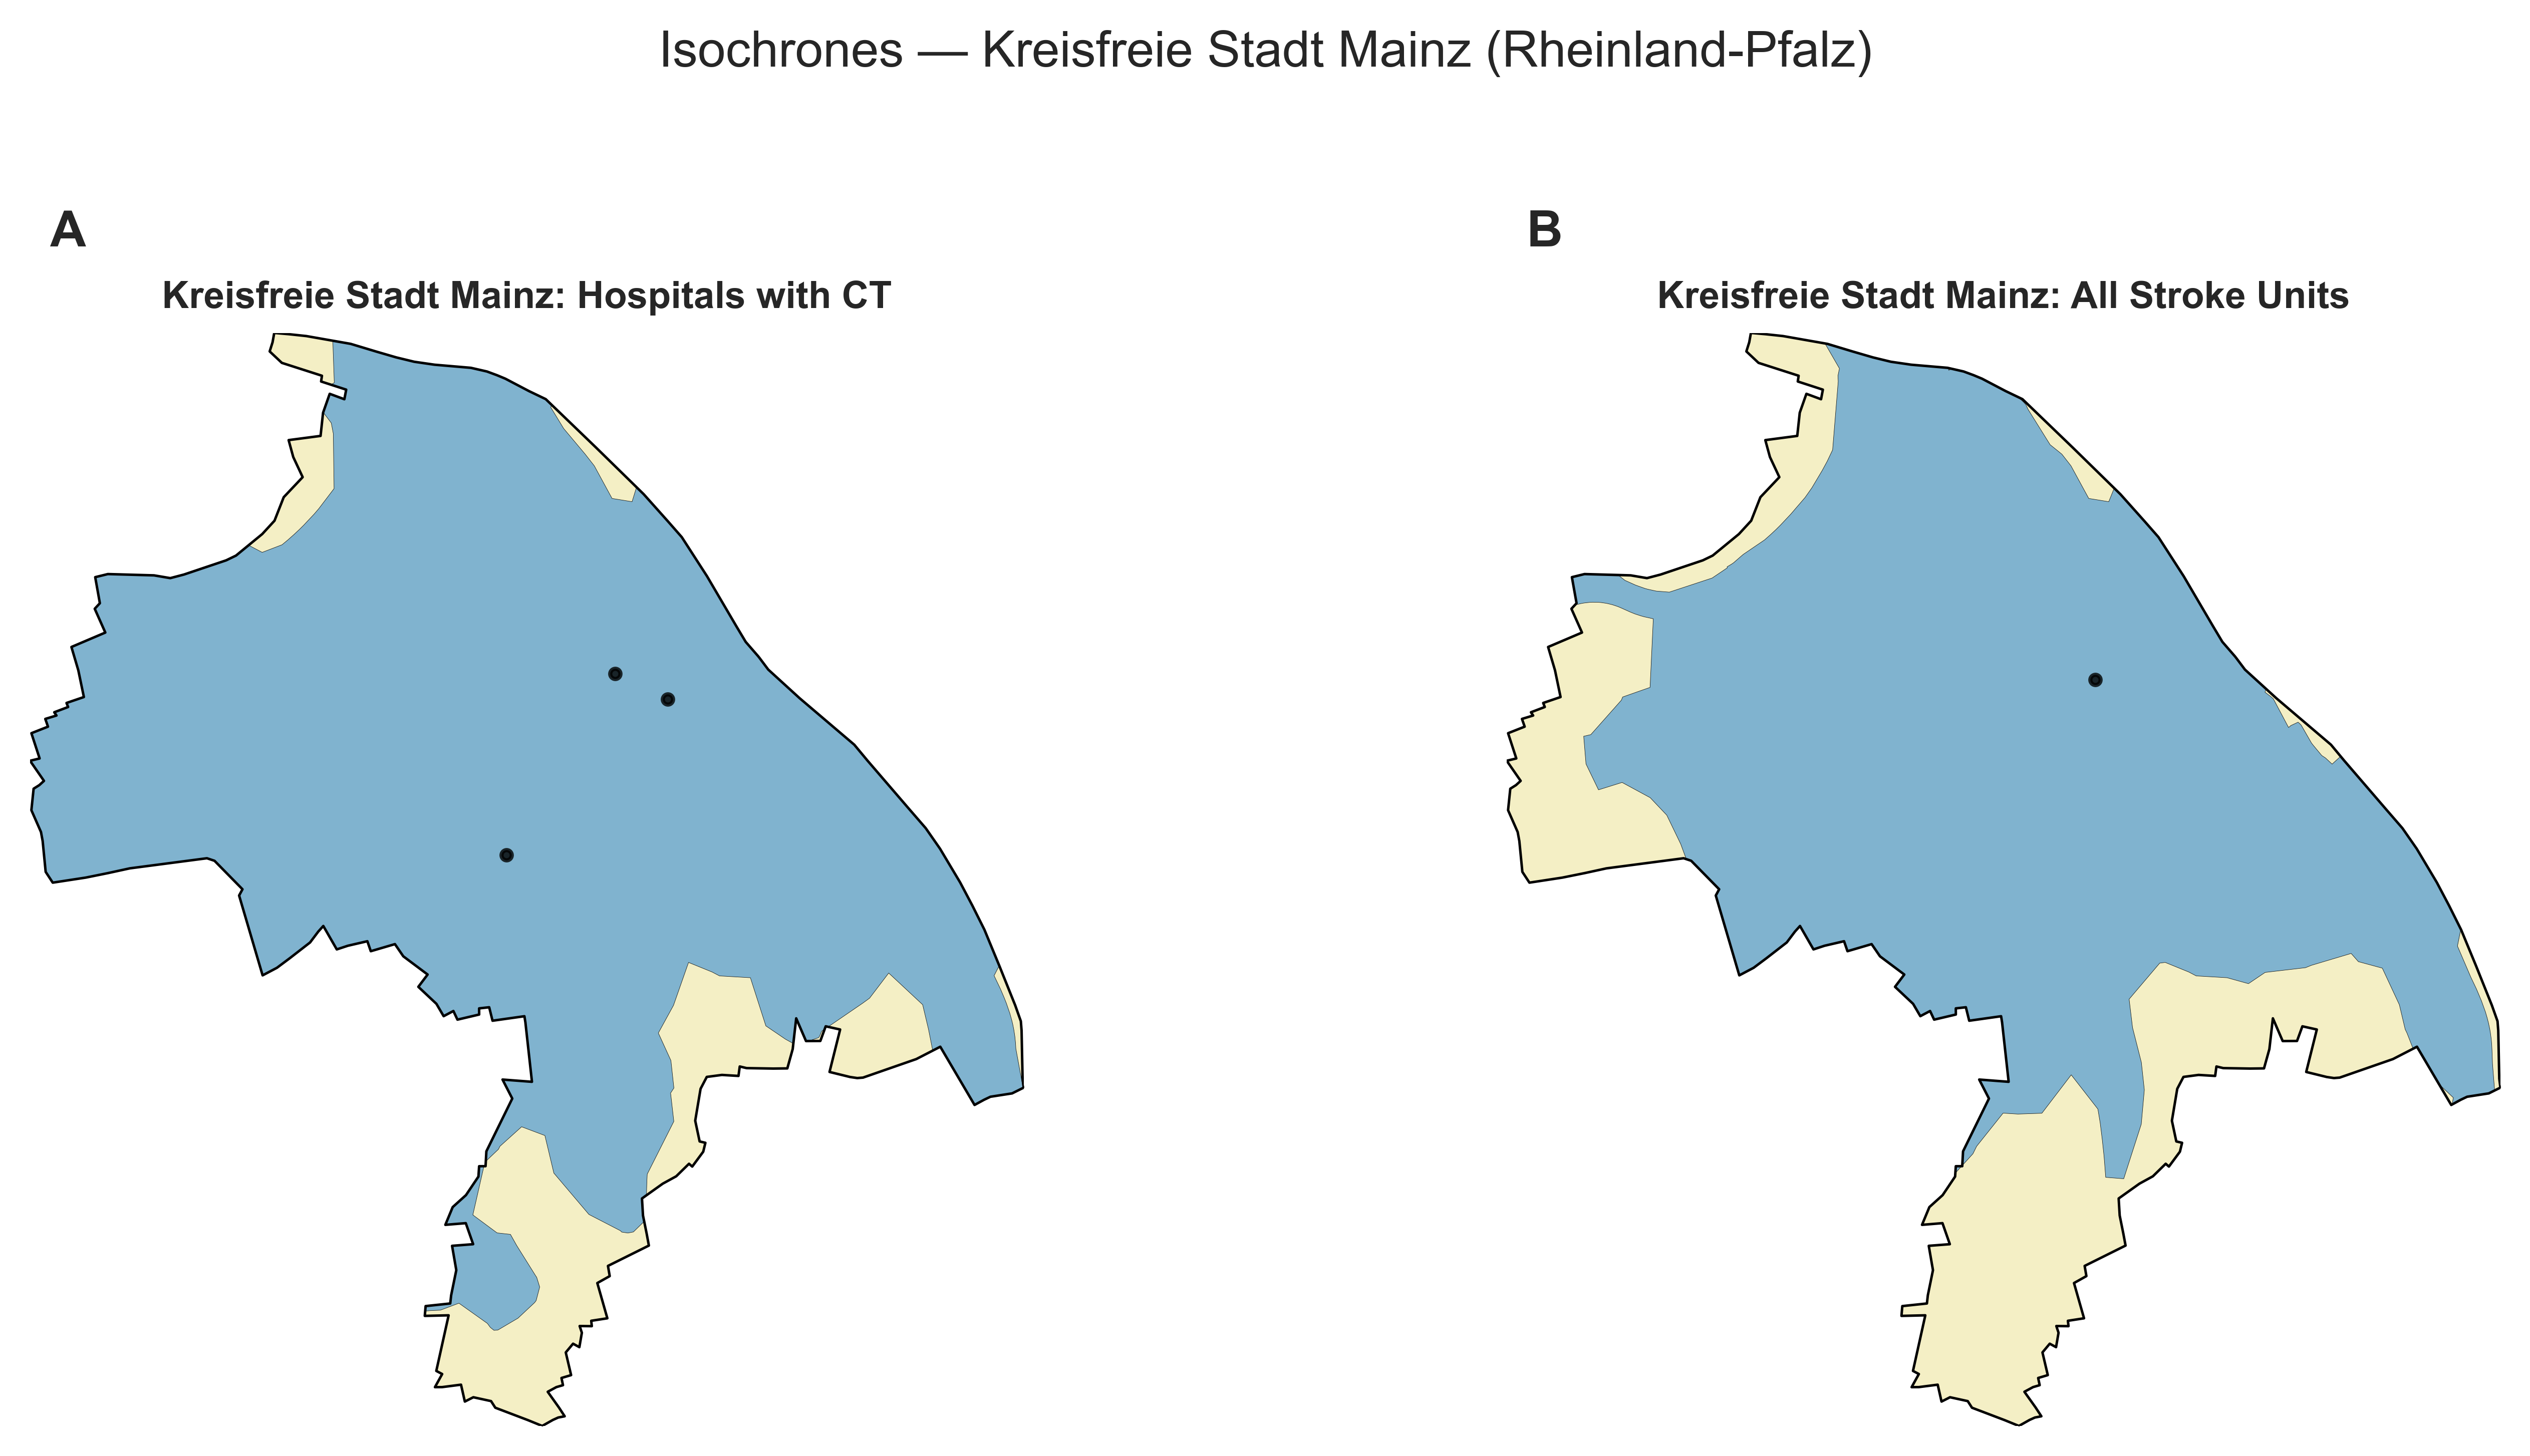 Isochrones — Kreisfreie Stadt Mainz (Rheinland-Pfalz)
A
Kreisfreie Stadt Mainz: Hospitals with CT
B
Kreisfreie Stadt Mainz: All Stroke Units